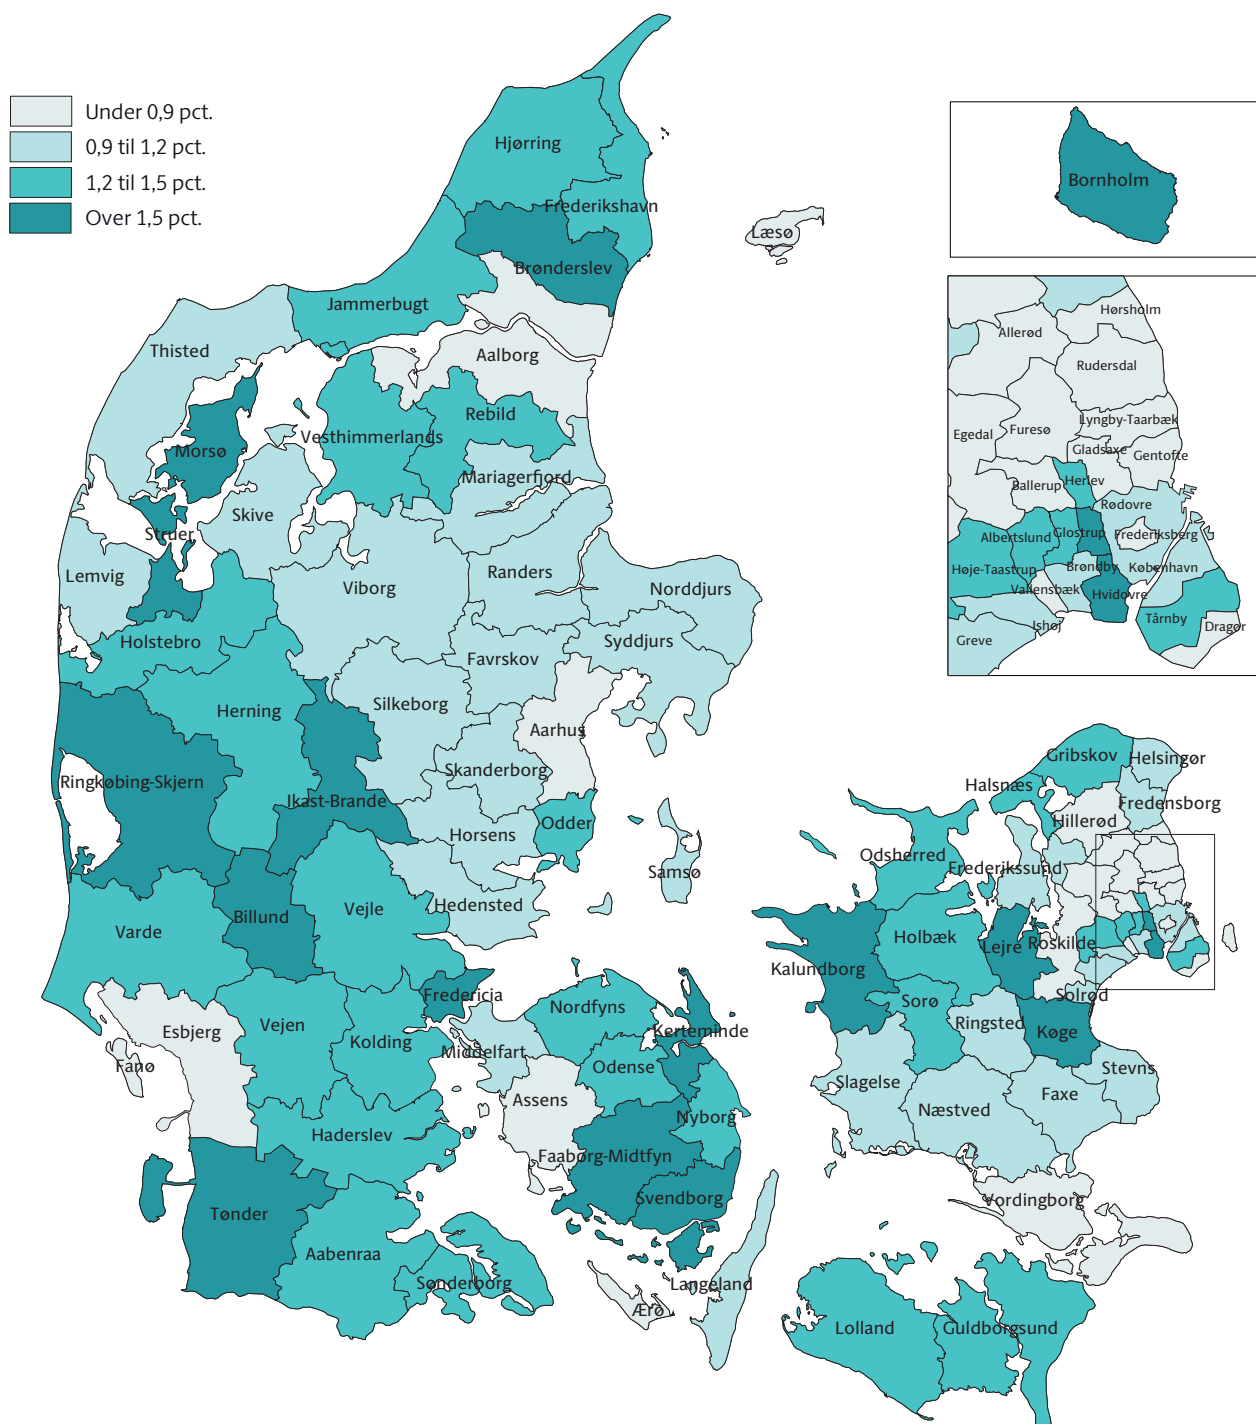 Under 0,9 pct.
0,9 til 1,2 pct.
1,2 til 1,5 pct.
Over 1,5 pct.
Hjørring
Frederikshavn
Læsø
Brønderslev
Jammerbugt
Thisted
Aalborg
Rebild
Vesthimmerlands
Morsø
Mariagerfjord
Skive
Struer
Lemvig
Viborg
Randers
Norddjurs
Holstebro
Favrskov
Syddjurs
Silkeborg
Herning
Aarhus
Skanderborg
Ringkøbing-Skjern
Ikast-Brande
Horsens
Odder
Samsø
Hedensted
Billund
Vejle
Varde
Fredericia
Esbjerg
Vejen
Kolding
Fanø
Middelfart
Nordfyns
Kerteminde
Odense
Assens
Nyborg
Haderslev
Faaborg-Midtfyn
Svendborg
Tønder
Aabenraa
Sønderborg
Langeland
Ærø
Bornholm
Hørsholm
Allerød
Rudersdal
Lyngby-Taarbæk
Egedal
Furesø
Gladsaxe
Gentofte
Ballerup
Herlev
Rødovre
Albertslund
Glostrup
Frederiksberg
Høje-Taastrup
Brøndby
København
Vallensbæk
Hvidovre
Ishøj
Tårnby
Dragør
Greve
Gribskov
Helsingør
Halsnæs
Fredensborg
Hillerød
Odsherred
Frederikssund
Holbæk
Lejre
Roskilde
Kalundborg
Solrød
Sorø
Ringsted
Køge
Stevns
Slagelse
Næstved
Faxe
Vordingborg
Lolland
Guldborgsund